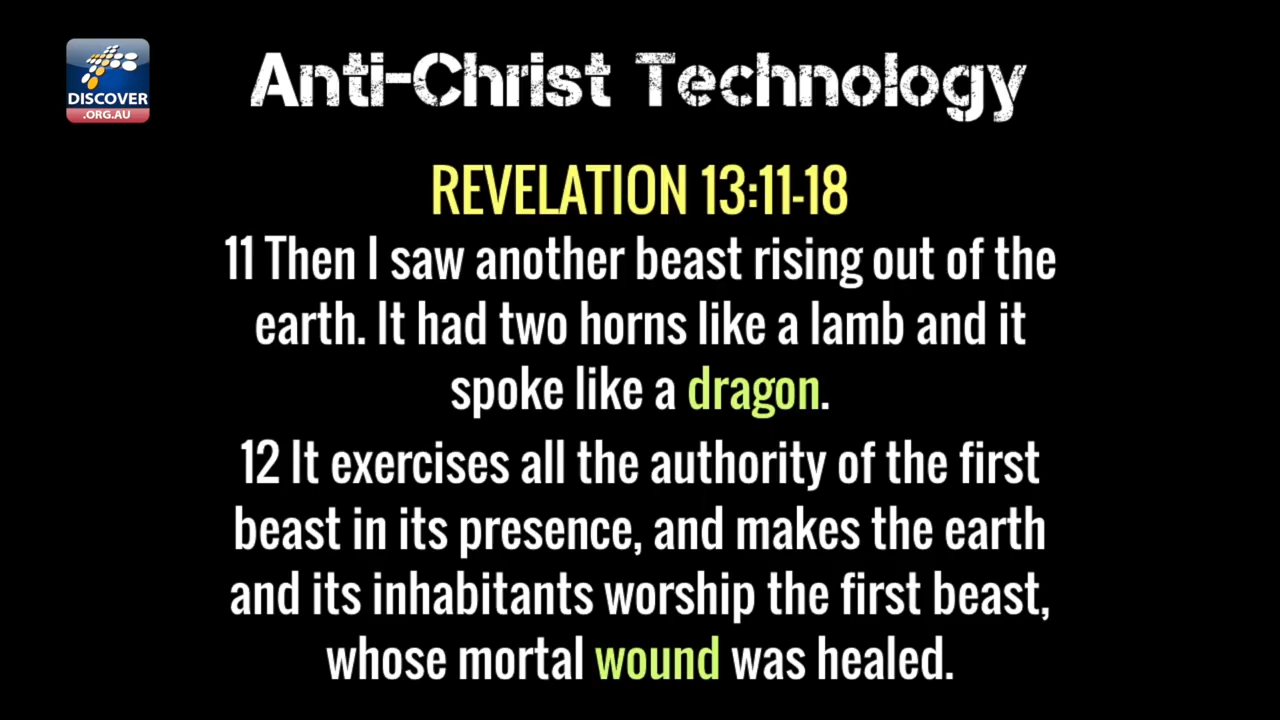 DISCOVER
.ORG.AU
Anti-Christ Technology
REVELATION 13:11-18
11 Then I saw another beast rising out of the
earth. It had two horns like a lamb and it
spoke like a dragon.
12 It exercises all the authority of the first
beast in its presence, and makes the earth
and its inhabitants worship the first beast,
whose mortal wound was healed.